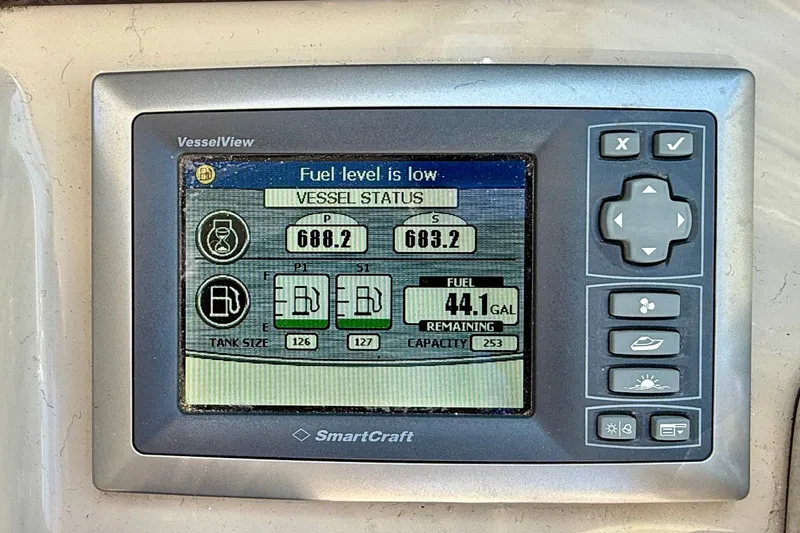 VesselView
Fuel level is low
VESSEL STATUS
P S
688.2 683.2
P1 S1
F
E
FUEL
44.1 GAL
REMAINING
TANK SIZE 126 127 CAPACITY 253
SmartCraft
X